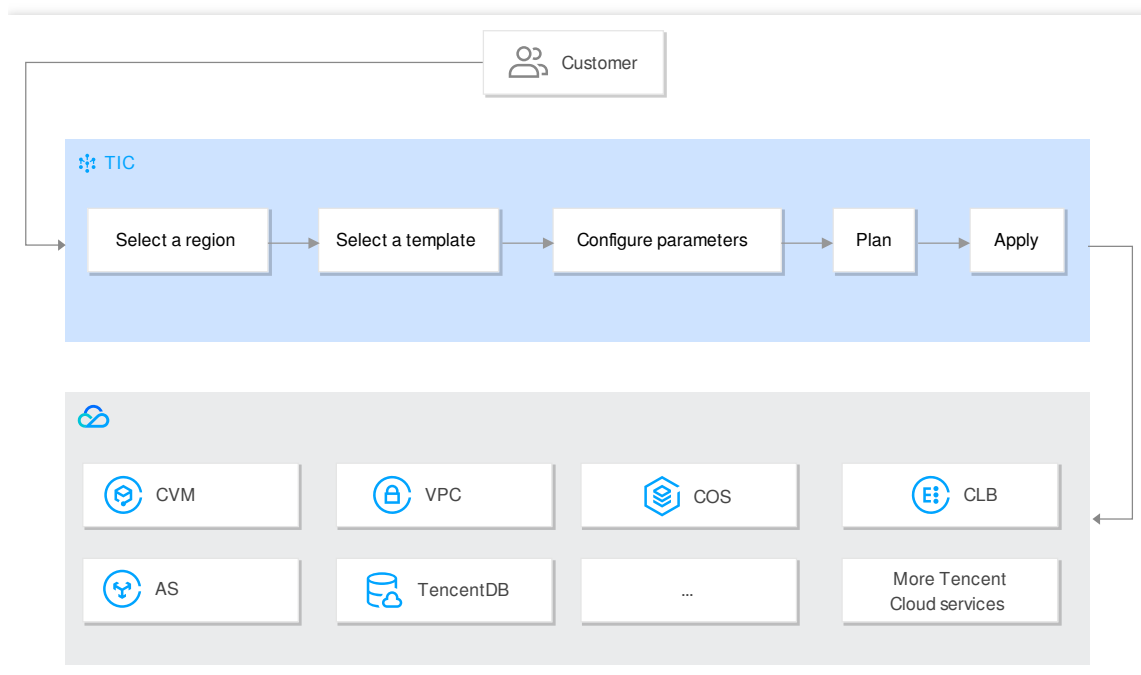 Customer
TIC
Select a region
Select a template
Configure parameters
Plan
Apply
CVM
VPC
COS
CLB
AS
TencentDB
...
More Tencent
Cloud services